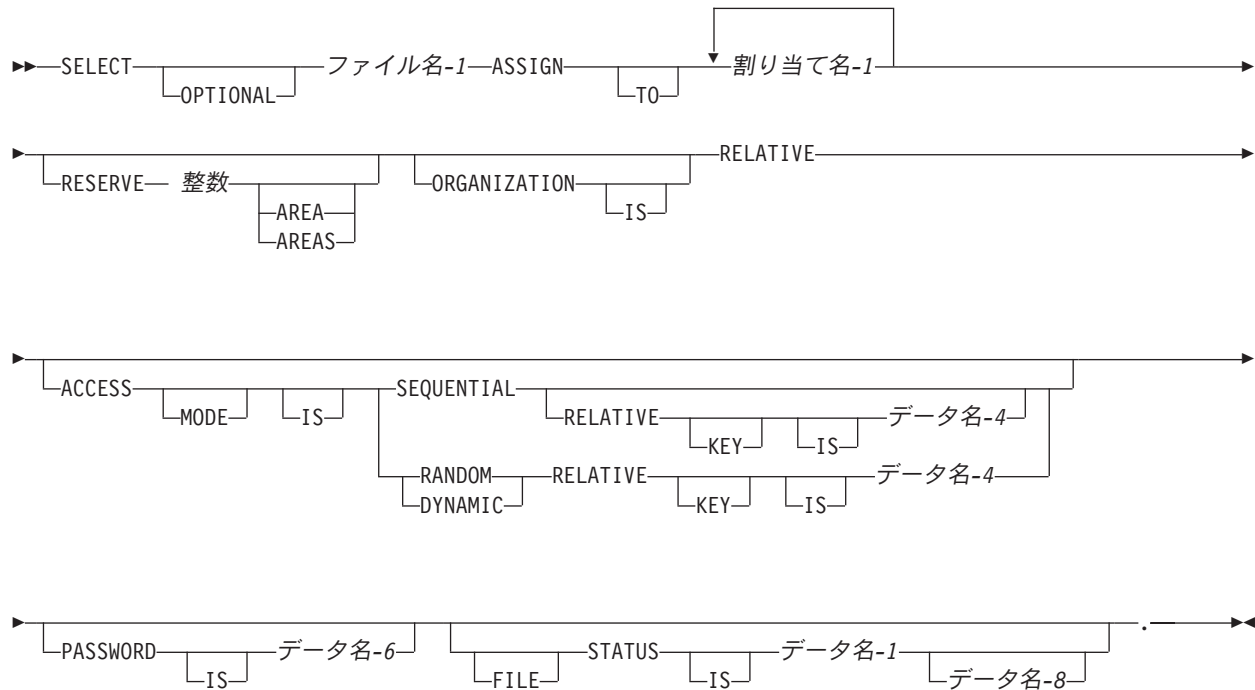 SELECT OPTIONAL ファイル名-1 ASSIGN TO 割り当て名-1
RESERVE 整数 AREA AREAS ORGANIZATION IS RELATIVE
ACCESS MODE IS SEQUENTIAL RELATIVE KEY IS データ名-4
RANDOM DYNAMIC RELATIVE KEY IS データ名-4
PASSWORD IS データ名-6 FILE STATUS IS データ名-1 データ名-8 .